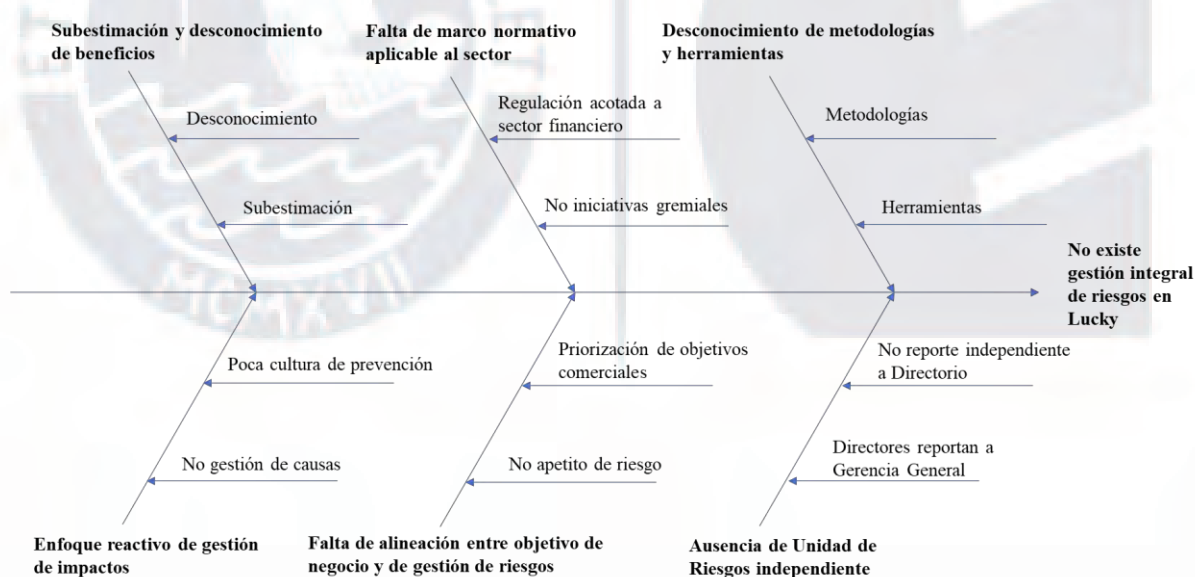 Subestimación y desconocimiento
de beneficios
Falta de marco normativo
aplicable al sector
Desconocimiento de metodologías
y herramientas
Desconocimiento
Regulación acotada a
sector financiero
Metodologías
Subestimación
No iniciativas gremiales
Herramientas
No existe
gestión integral
de riesgos en
Lucky
MCMXVII
Poca cultura de prevención
Priorización de objetivos
comerciales
No reporte independiente
a Directorio
No gestión de causas
No apetito de riesgo
Directores reportan a
Gerencia General
Enfoque reactivo de gestión
de impactos
Falta de alineación entre objetivo de
negocio y de gestión de riesgos
Ausencia de Unidad de
Riesgos independiente